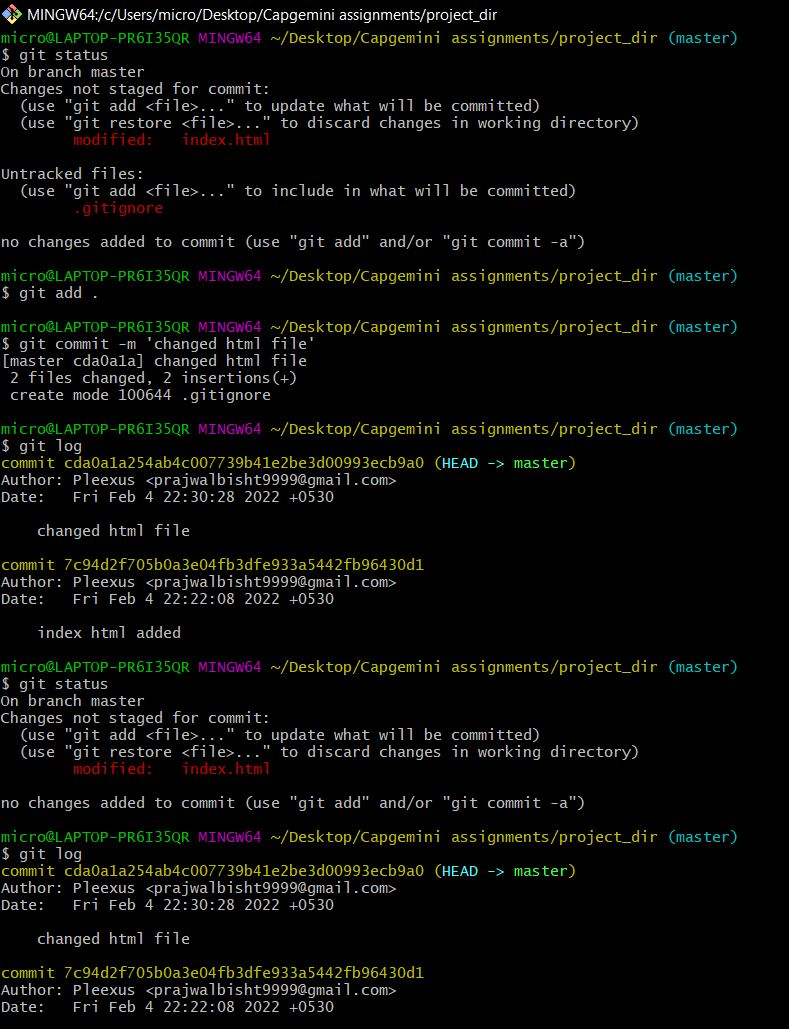 MINGW64:/c/Users/micro/Desktop/Capgemini assignments/project_dir
micro@LAPTOP-PR6I35QR MINGW64 ~/Desktop/Capgemini assignments/project_dir (master)
$ git status
On branch master
Changes not staged for commit:
  (use "git add <file>..." to update what will be committed)
  (use "git restore <file>..." to discard changes in working directory)
        modified:   index.html

Untracked files:
  (use "git add <file>..." to include in what will be committed)
        .gitignore

no changes added to commit (use "git add" and/or "git commit -a")

micro@LAPTOP-PR6I35QR MINGW64 ~/Desktop/Capgemini assignments/project_dir (master)
$ git add .

micro@LAPTOP-PR6I35QR MINGW64 ~/Desktop/Capgemini assignments/project_dir (master)
$ git commit -m 'changed html file'
[master cda0a1a] changed html file
 2 files changed, 2 insertions(+)
 create mode 100644 .gitignore

micro@LAPTOP-PR6I35QR MINGW64 ~/Desktop/Capgemini assignments/project_dir (master)
$ git log
commit cda0a1a254ab4c007739b41e2be3d00993ecb9a0 (HEAD -> master)
Author: Pleexus <prajwalbisht9999@gmail.com>
Date:   Fri Feb 4 22:30:28 2022 +0530

    changed html file

commit 7c94d2f705b0a3e04fb3dfe933a5442fb96430d1
Author: Pleexus <prajwalbisht9999@gmail.com>
Date:   Fri Feb 4 22:22:08 2022 +0530

    index html added

micro@LAPTOP-PR6I35QR MINGW64 ~/Desktop/Capgemini assignments/project_dir (master)
$ git status
On branch master
Changes not staged for commit:
  (use "git add <file>..." to update what will be committed)
  (use "git restore <file>..." to discard changes in working directory)
        modified:   index.html

no changes added to commit (use "git add" and/or "git commit -a")

micro@LAPTOP-PR6I35QR MINGW64 ~/Desktop/Capgemini assignments/project_dir (master)
$ git log
commit cda0a1a254ab4c007739b41e2be3d00993ecb9a0 (HEAD -> master)
Author: Pleexus <prajwalbisht9999@gmail.com>
Date:   Fri Feb 4 22:30:28 2022 +0530

    changed html file

commit 7c94d2f705b0a3e04fb3dfe933a5442fb96430d1
Author: Pleexus <prajwalbisht9999@gmail.com>
Date:   Fri Feb 4 22:22:08 2022 +0530